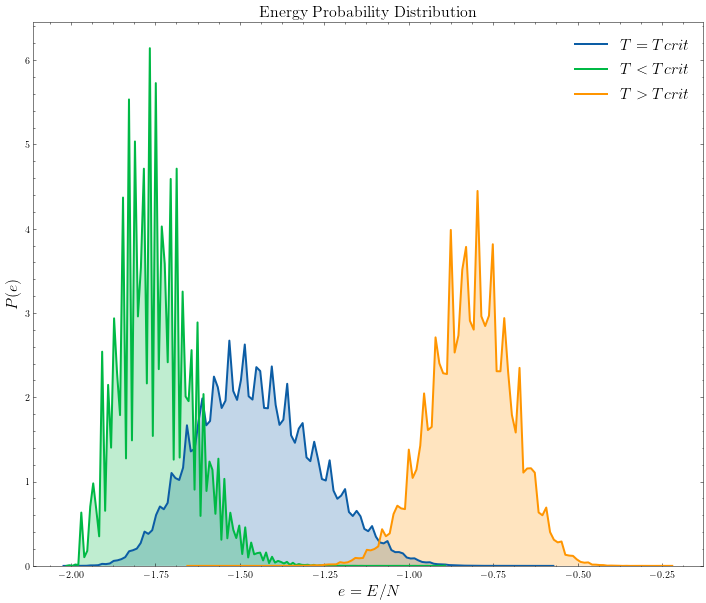 Energy Probability Distribution
T = Tcrit
T < Tcrit
T > Tcrit
P(e)
6
5
4
3
2
1
0
−2.00 −1.75 −1.50 −1.25 −1.00 −0.75 −0.50 −0.25
e = E/N